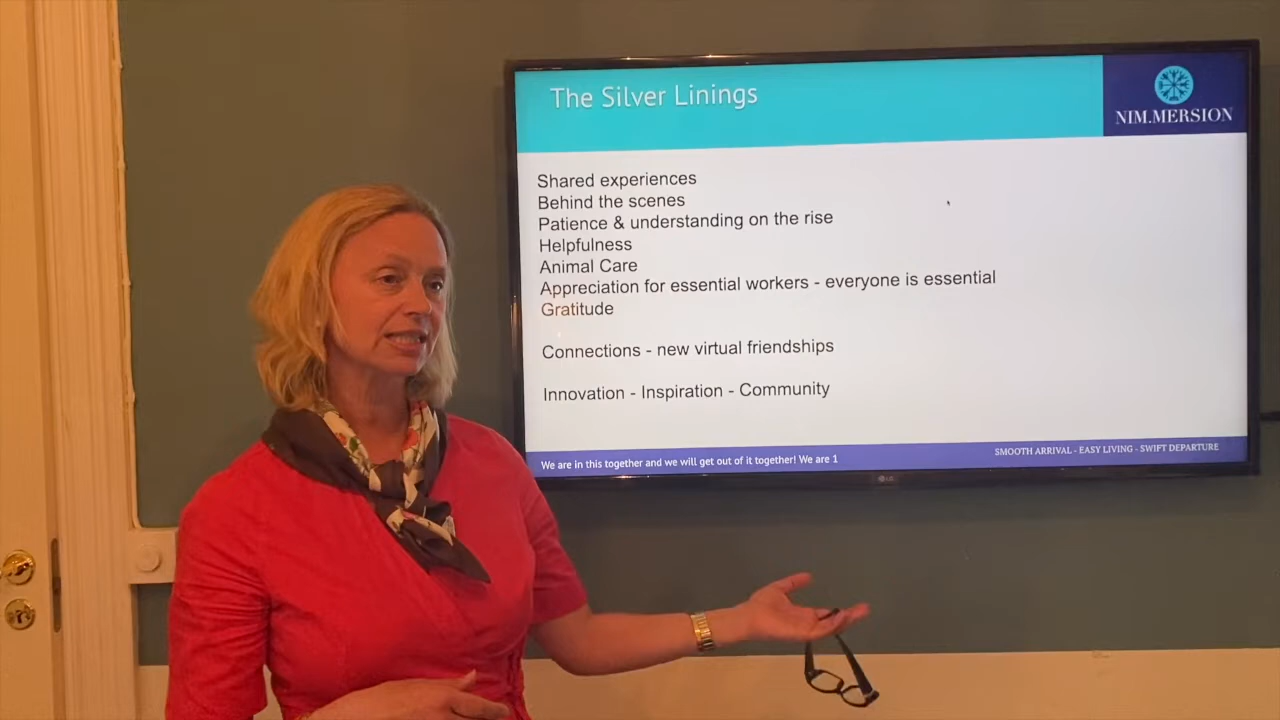 The Silver Linings
NIM.MERSION
Shared experiences
Behind the scenes
Patience & understanding on the rise
Helpfulness
Animal Care
Appreciation for essential workers - everyone is essential
Gratitude
Connections - new virtual friendships
Innovation - Inspiration - Community
We are in this together and we will get out of it together! We are 1
SMOOTH ARRIVAL - EASY LIVING - SWIFT DEPARTURE
LG